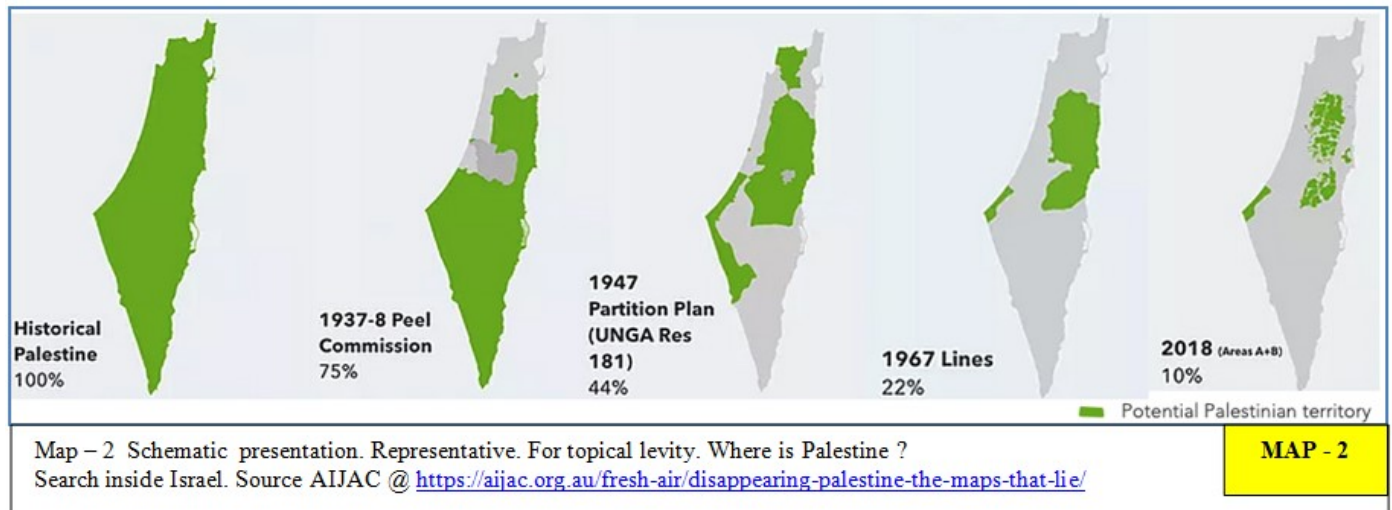 Historical
Palestine
100%
1937-8 Peel
Commission
75%
1947
Partition Plan
(UNGA Res
181)
44%
1967 Lines
22%
2018 (Areas A+B)
10%
Potential Palestinian territory
Map – 2 Schematic presentation. Representative. For topical levity. Where is Palestine ?
Search inside Israel. Source AIJAC @ https://aijac.org.au/fresh-air/disappearing-palestine-the-maps-that-lie/
MAP - 2